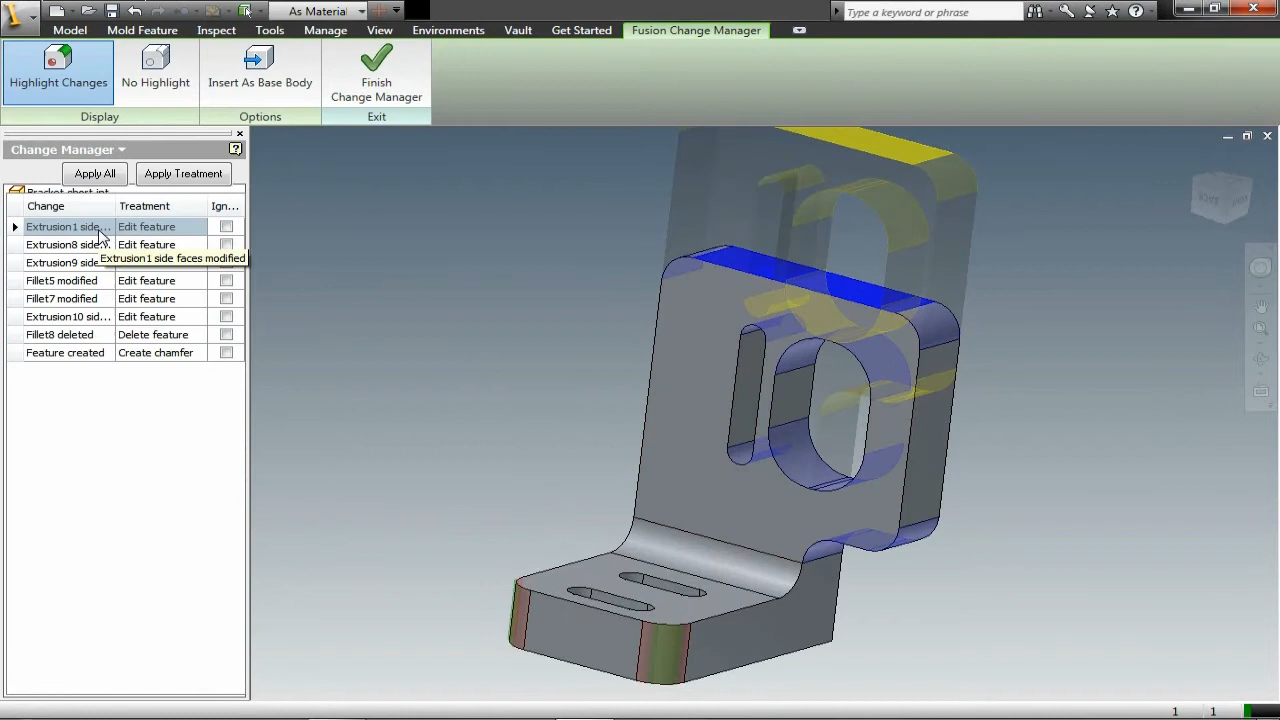 As Material
Type a keyword or phrase
Model Mold Feature Inspect Tools Manage View Environments Vault Get Started Fusion Change Manager
Highlight Changes No Highlight Insert As Base Body Finish
Change Manager
Display Options Exit
Change Manager
Apply All Apply Treatment
Change Treatment Ign...
Extrusion1 side... Edit feature
Extrusion8 side... Edit feature
Extrusion1 side faces modified
Extrusion9 side
Fillet5 modified Edit feature
Fillet7 modified Edit feature
Extrusion10 sid... Edit feature
Fillet8 deleted Delete feature
Feature created Create chamfer
1 1